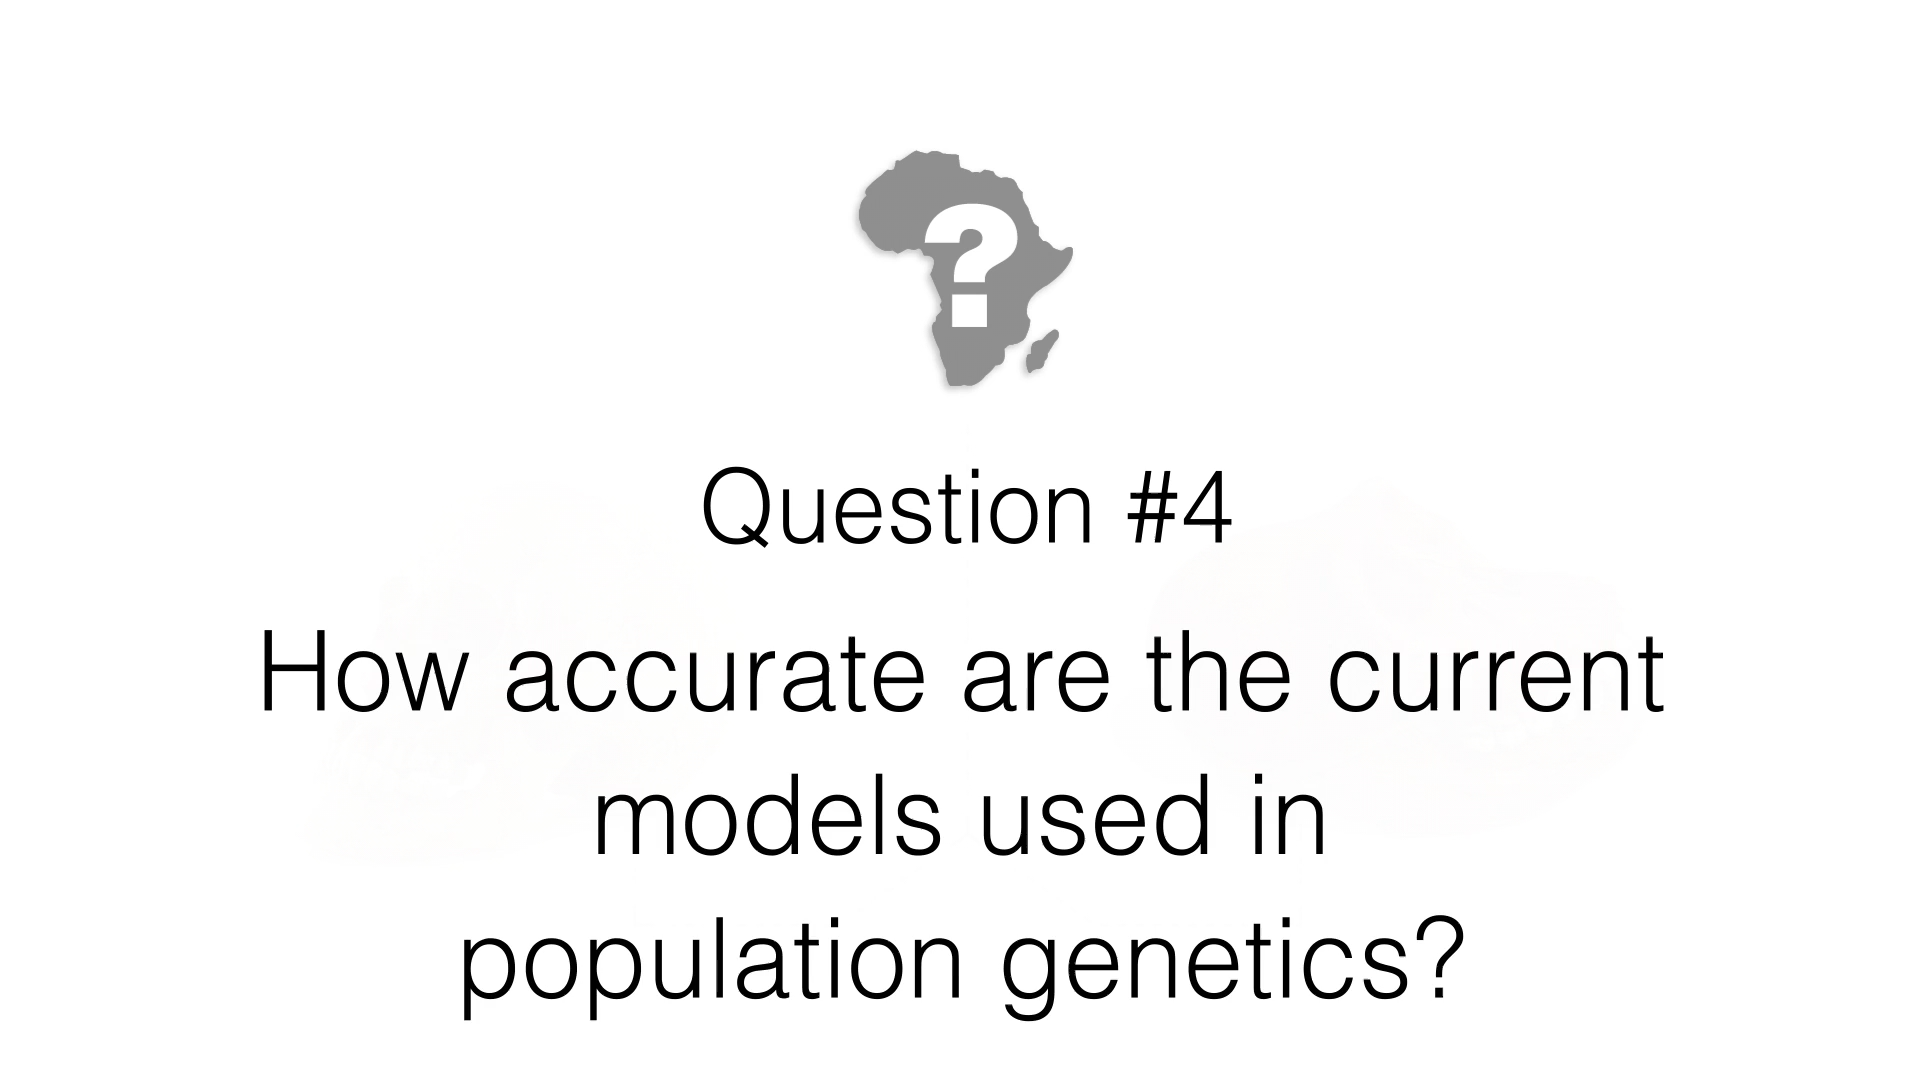 ?
Question #4
How accurate are the current
models used in
population genetics?